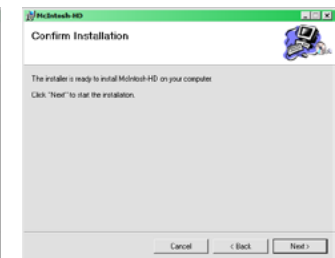 McIntosh-HD
Confirm Installation
The installer is ready to install McIntosh-HD on your computer
Click "Next" to start the installation.
Cancel
< Back
Next >